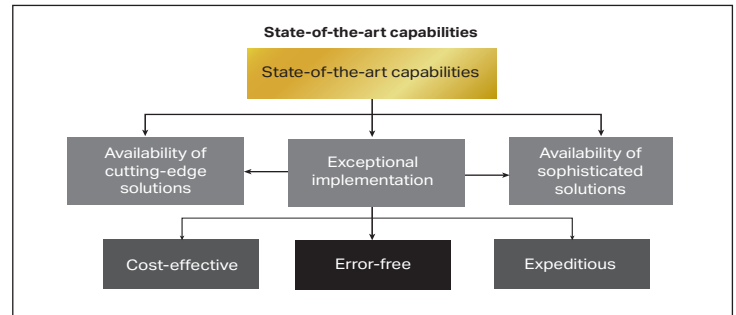 State-of-the-art capabilities
State-of-the-art capabilities
Availability of
cutting-edge
solutions
Exceptional
implementation
Availability of
sophisticated
solutions
Cost-effective
Error-free
Expeditious